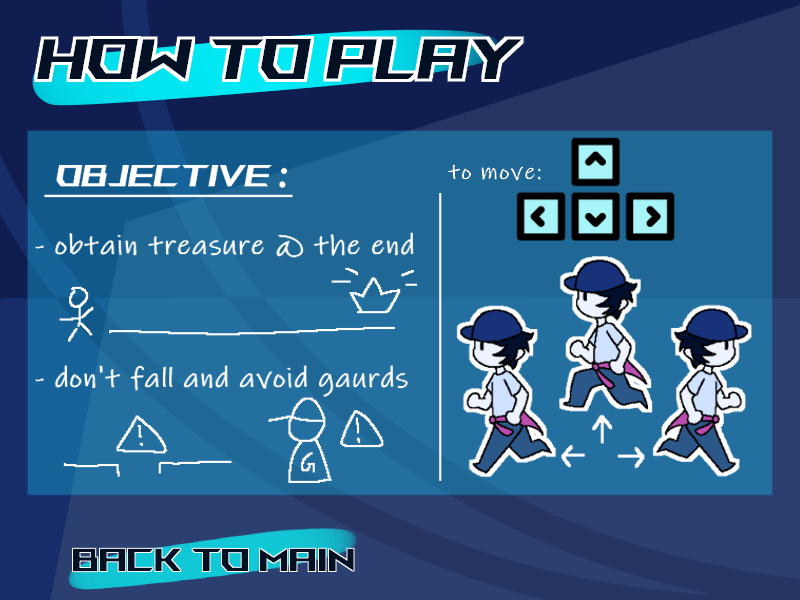 HOW TO PLAY
OBJECTIVE:
- obtain treasure @ the end
- don't fall and avoid gaurds
!
!
G
to move:
BACK TO MAIN